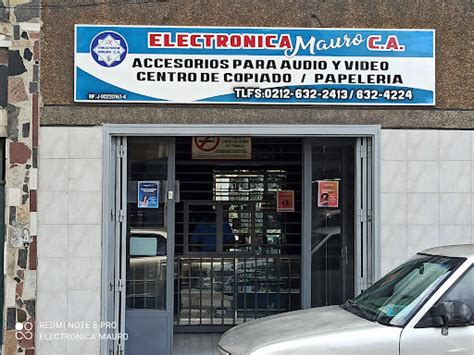 ELECTRONICA Mauro C.A.
ACCESORIOS PARA AUDIO Y VIDEO
CENTRO DE COPIADO / PAPELERIA
TLFS:0212-632-2413 / 632-4224
REDMI NOTE 8 PRO
ELECTRONICA MAURO